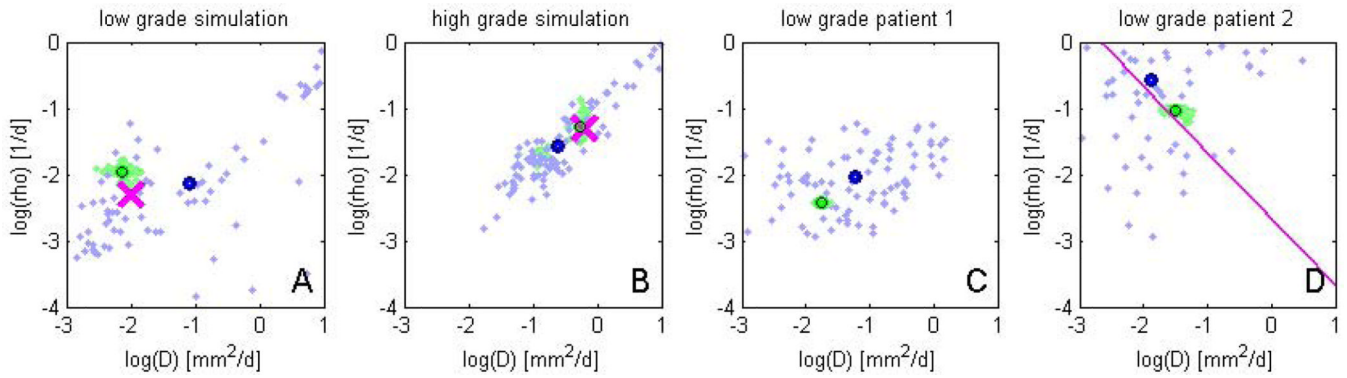 low grade simulation
high grade simulation
low grade patient 1
low grade patient 2
log(rho) [1/d]
0
-1
-2
-3
-4
-3
-2
-1
0
1
log(D) [mm²/d]
A
log(rho) [1/d]
0
-1
-2
-3
-4
-3
-2
-1
0
1
log(D) [mm²/d]
B
log(rho) [1/d]
0
-1
-2
-3
-4
-3
-2
-1
0
1
log(D) [mm²/d]
C
log(rho) [1/d]
0
-1
-2
-3
-4
-3
-2
-1
0
1
log(D) [mm²/d]
D